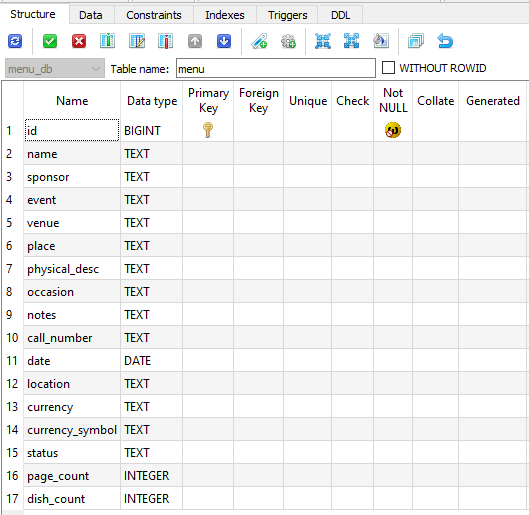 Structure Data Constraints Indexes Triggers DDL
menu_db Table name: menu WITHOUT ROWID
Name Data type Primary Key Foreign Key Unique Check Not NULL Collate Generated
1 id BIGINT
2 name TEXT
3 sponsor TEXT
4 event TEXT
5 venue TEXT
6 place TEXT
7 physical_desc TEXT
8 occasion TEXT
9 notes TEXT
10 call_number TEXT
11 date DATE
12 location TEXT
13 currency TEXT
14 currency_symbol TEXT
15 status TEXT
16 page_count INTEGER
17 dish_count INTEGER